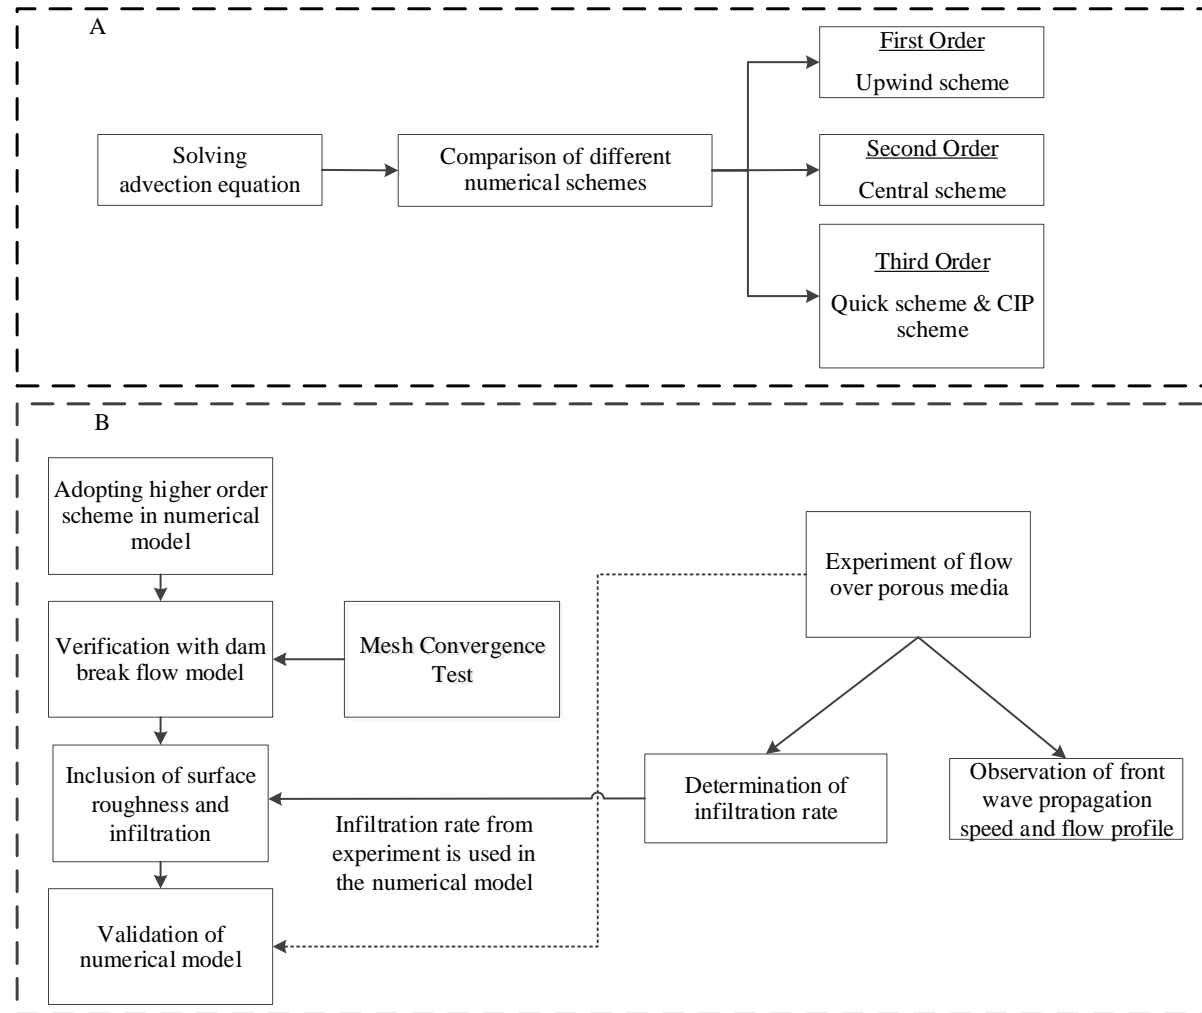 A
First Order
Upwind scheme
Solving
advection equation
Comparison of different
numerical schemes
Second Order
Central scheme
Third Order
Quick scheme & CIP
scheme
B
Adopting higher order
scheme in numerical
model
Experiment of flow
over porous media
Verification with dam
break flow model
Mesh Convergence
Test
Inclusion of surface
roughness and
infiltration
Determination of
infiltration rate
Observation of front
wave propagation
speed and flow profile
Infiltration rate from
experiment is used in
the numerical model
Validation of
numerical model